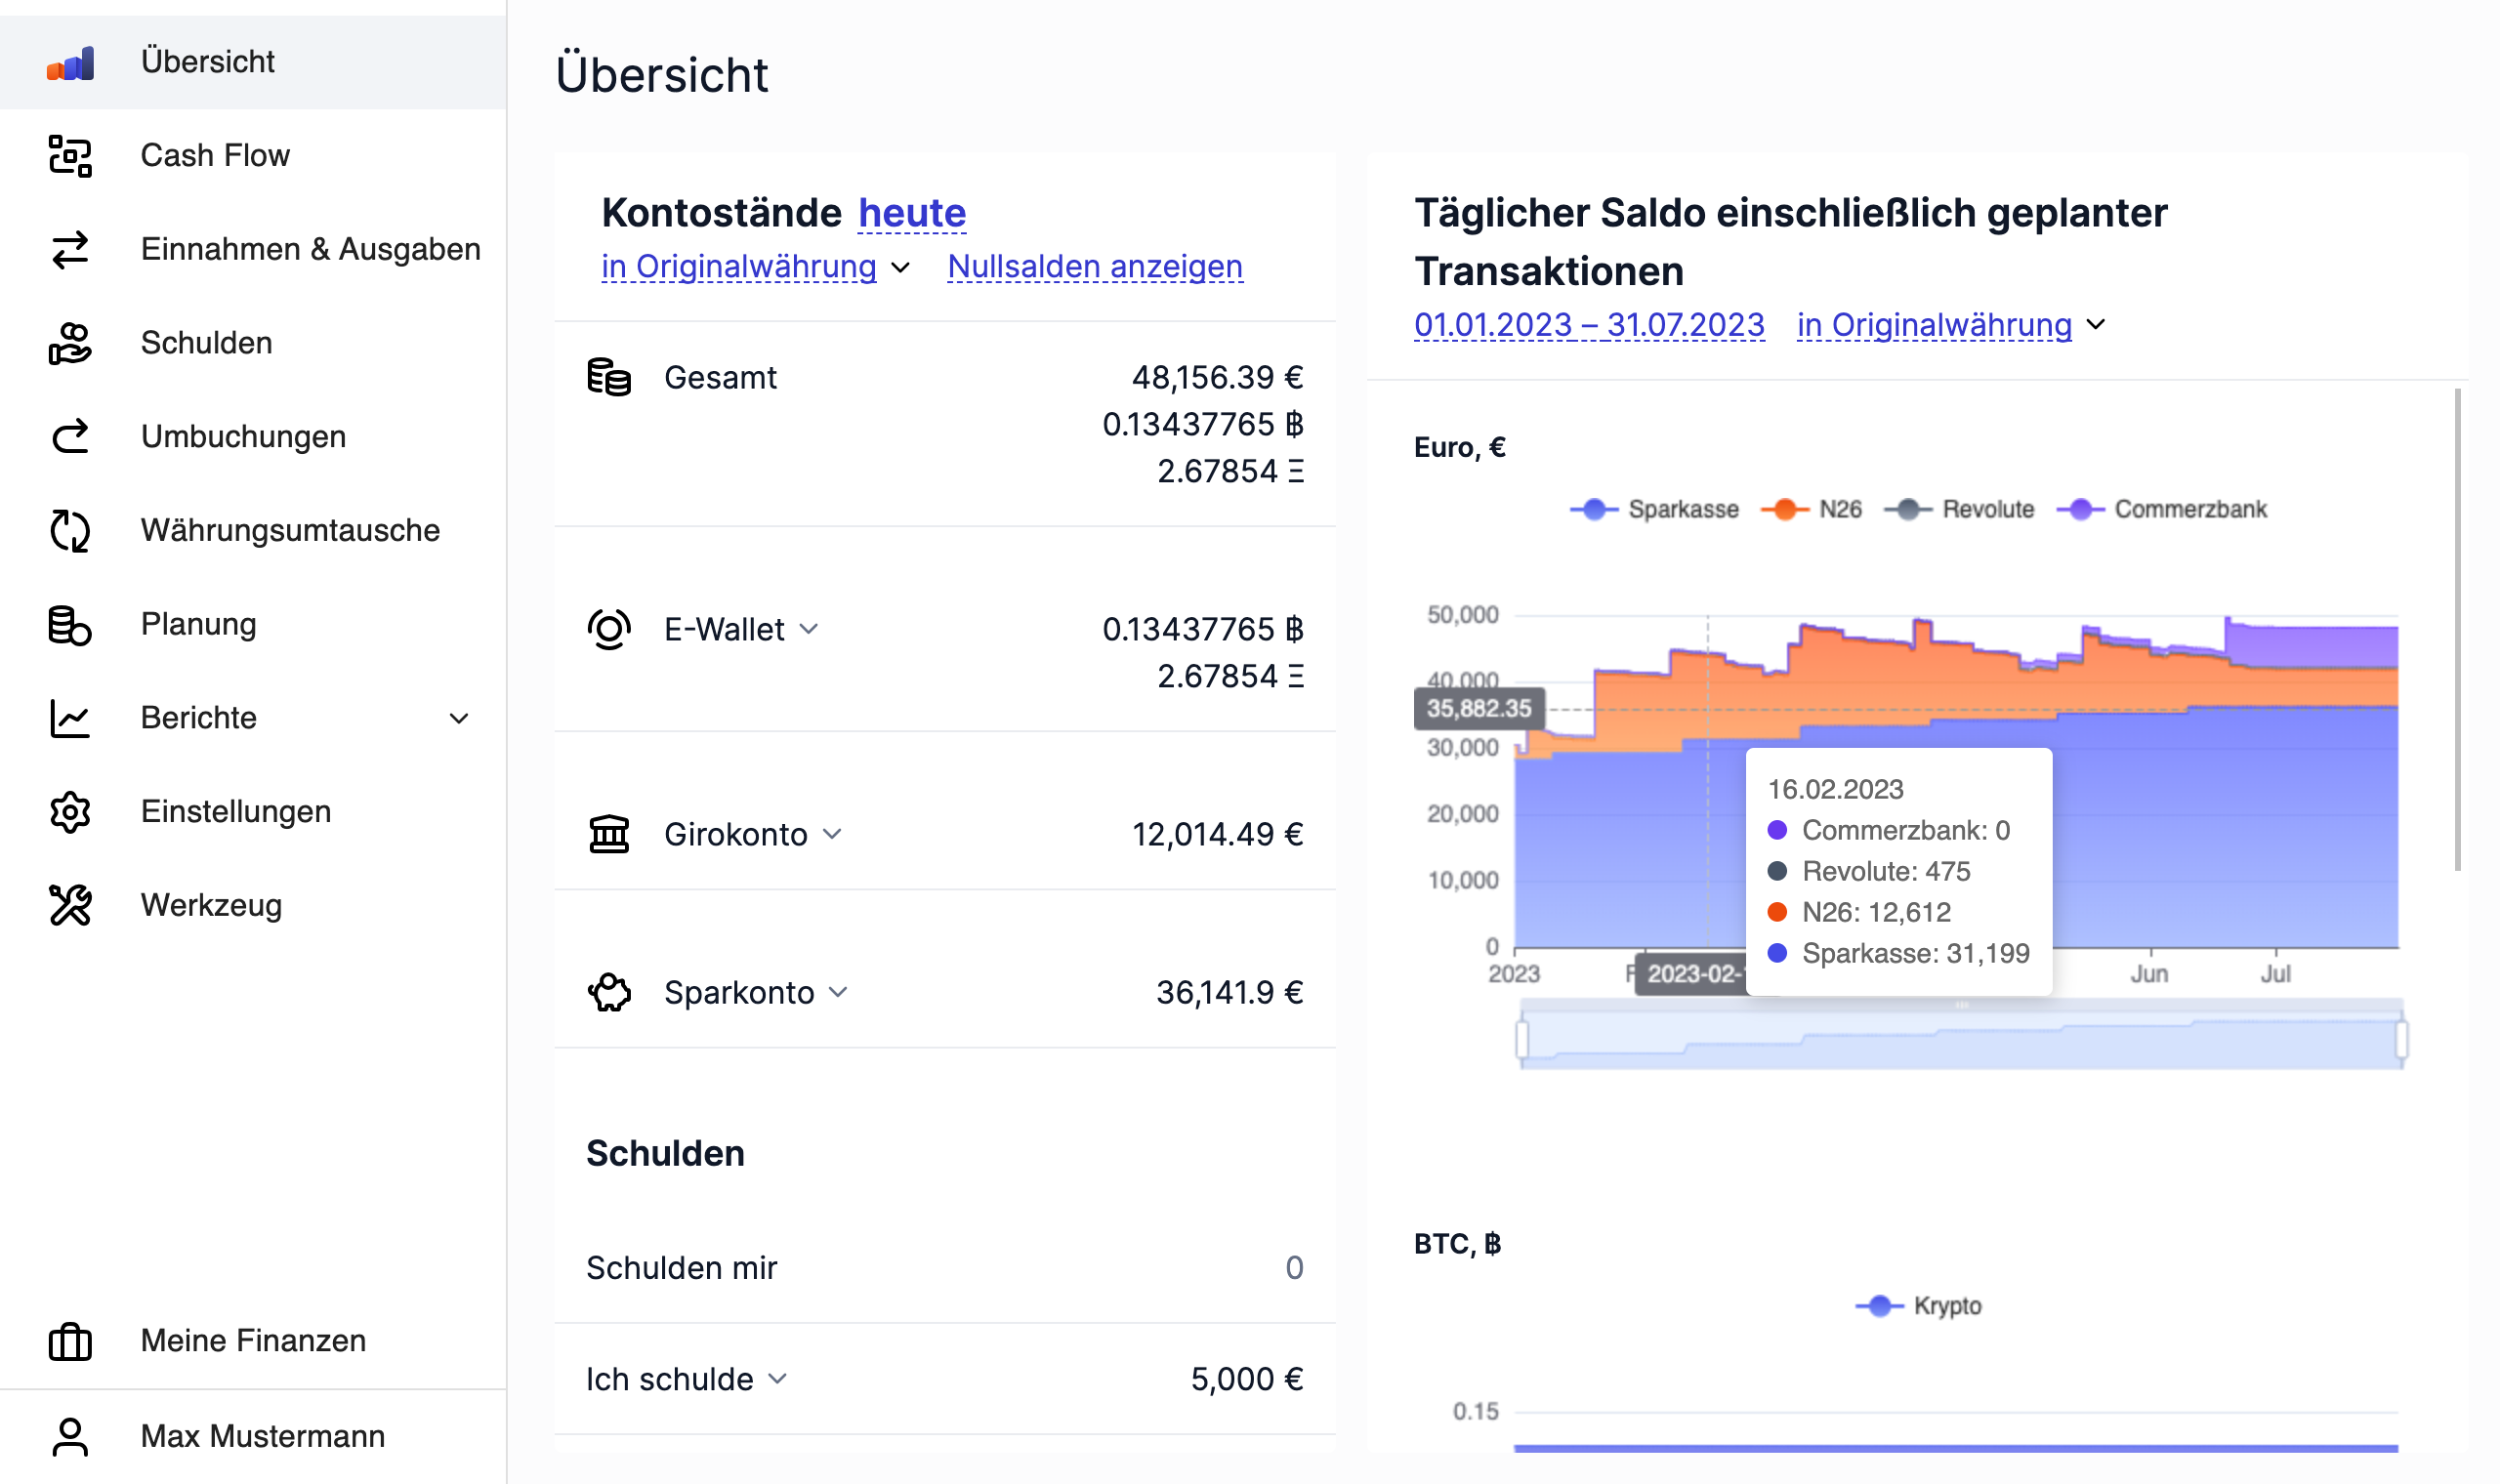 Übersicht
Cash Flow
Einnahmen & Ausgaben
Schulden
Umbuchungen
Währungsumtausche
Planung
Berichte
Einstellungen
Werkzeug
Meine Finanzen
Max Mustermann
Übersicht
Kontostände heute
in Originalwährung Nullsalden anzeigen
Gesamt 48,156.39 €
0.13437765 ฿
2.67854 Ξ
E-Wallet 0.13437765 ฿
2.67854 Ξ
Girokonto 12,014.49 €
Sparkonto 36,141.9 €
Schulden
Schulden mir 0
Ich schulde 5,000 €
Täglicher Saldo einschließlich geplanter
Transaktionen
01.01.2023 – 31.07.2023 in Originalwährung
Euro, €
Sparkasse N26 Revolute Commerzbank
50,000
40,000
35,882.35
30,000
20,000
10,000
0
2023 2023-02- Jun Jul
16.02.2023
Commerzbank: 0
Revolute: 475
N26: 12,612
Sparkasse: 31,199
BTC, ฿
Krypto
0.15